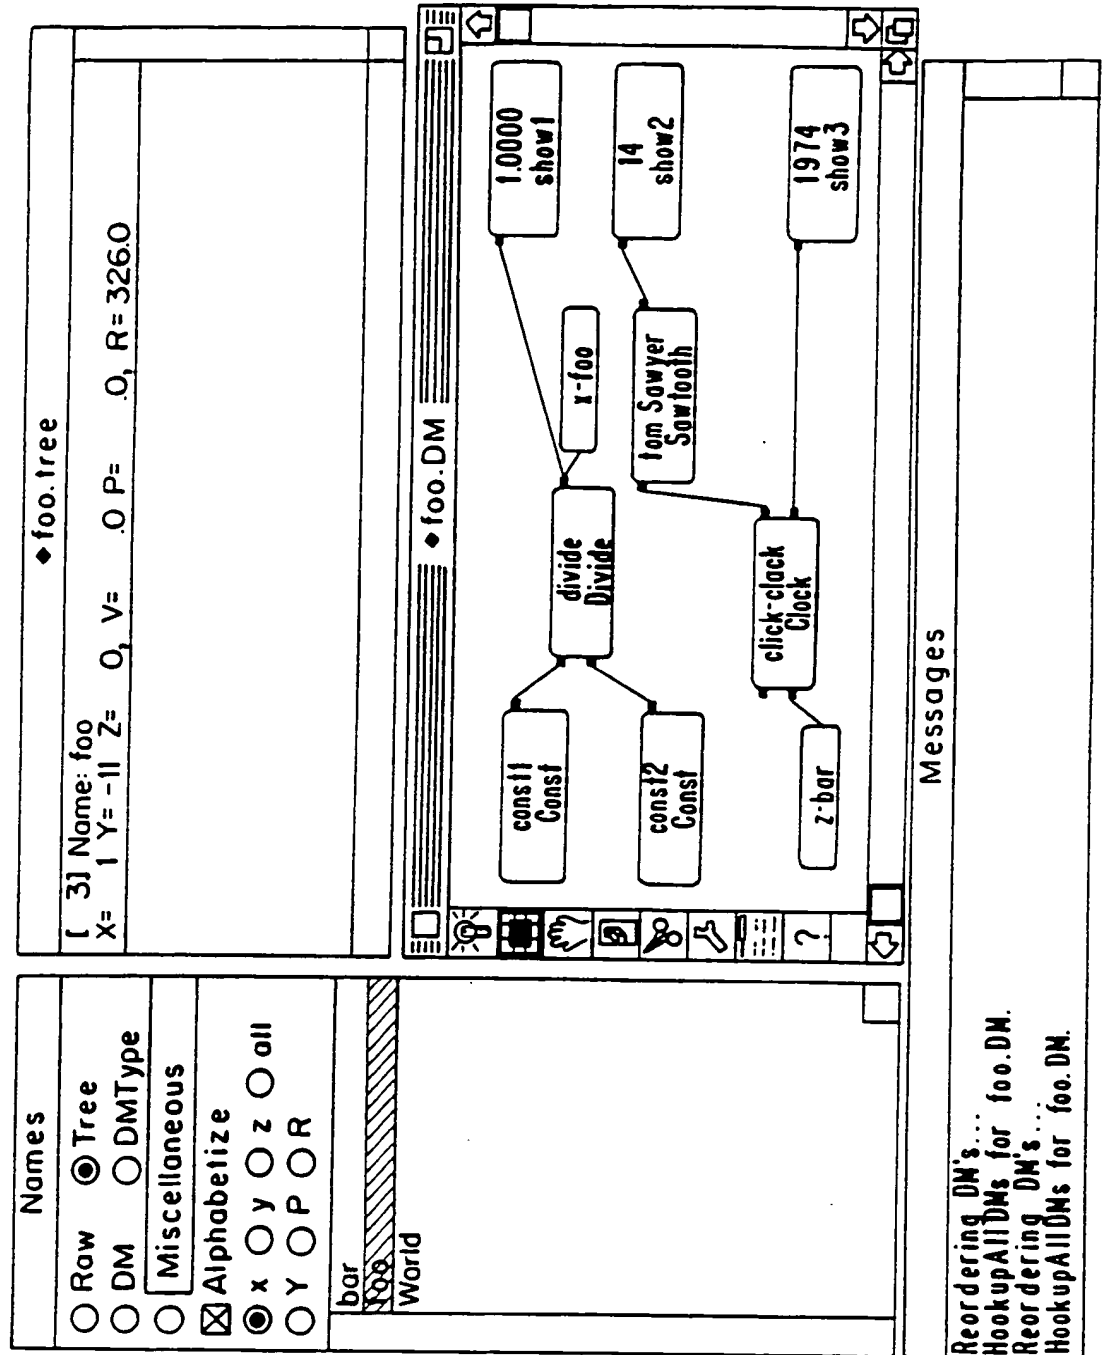 Names
Raw Tree
DM DMType
Miscellaneous
Alphabetize
x y z all
Y P R
bar
foo
World
◆foo.tree
[ 3] Name: foo
X= 1 Y= -11 Z= 0, V= .0 P= .0, R= 326.0
◆foo.DM
?
const1
Const
const2
Const
z-bar
divide
Divide
click-clack
Clock
x-foo
tom Sawyer
Sawtooth
1.0000
show1
14
show2
1974
show3
Messages
Reordering DM's...
HookupAllDMs for foo.DM.
Reordering DM's...
HookupAllDMs for foo.DM.